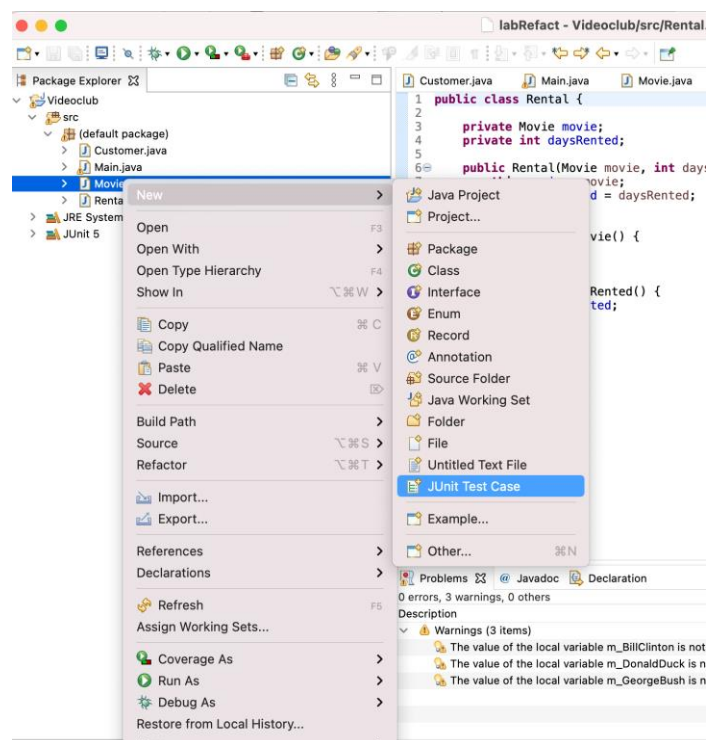 labRefact - Videoclub/src/Rental.
Package Explorer
Customer.java
Main.java
Movie.java
Videoclub
src
(default package)
Customer.java
Main.java
Movie
Renta
JRE System
JUnit 5
1 public class Rental {
2
3 private Movie movie;
4 private int daysRented;
5
6 public Rental(Movie movie, int days
ovie;
d = daysRented;
vie() {
Rented() {
ted;
New
Open F3
Open With
Open Type Hierarchy F4
Show In ⌥⌘W
Copy ⌘C
Copy Qualified Name
Paste ⌘V
Delete ⌦
Build Path
Source ⌥⌘S
Refactor ⌥⌘T
Import...
Export...
References
Declarations
Refresh F5
Assign Working Sets...
Coverage As
Run As
Debug As
Restore from Local History...
Java Project
Project...
Package
Class
Interface
Enum
Record
Annotation
Source Folder
Java Working Set
Folder
File
Untitled Text File
JUnit Test Case
Example...
Other... ⌘N
Problems
@ Javadoc
Declaration
0 errors, 3 warnings, 0 others
Description
Warnings (3 items)
The value of the local variable m_BillClinton is not
The value of the local variable m_DonaldDuck is n
The value of the local variable m_GeorgeBush is n